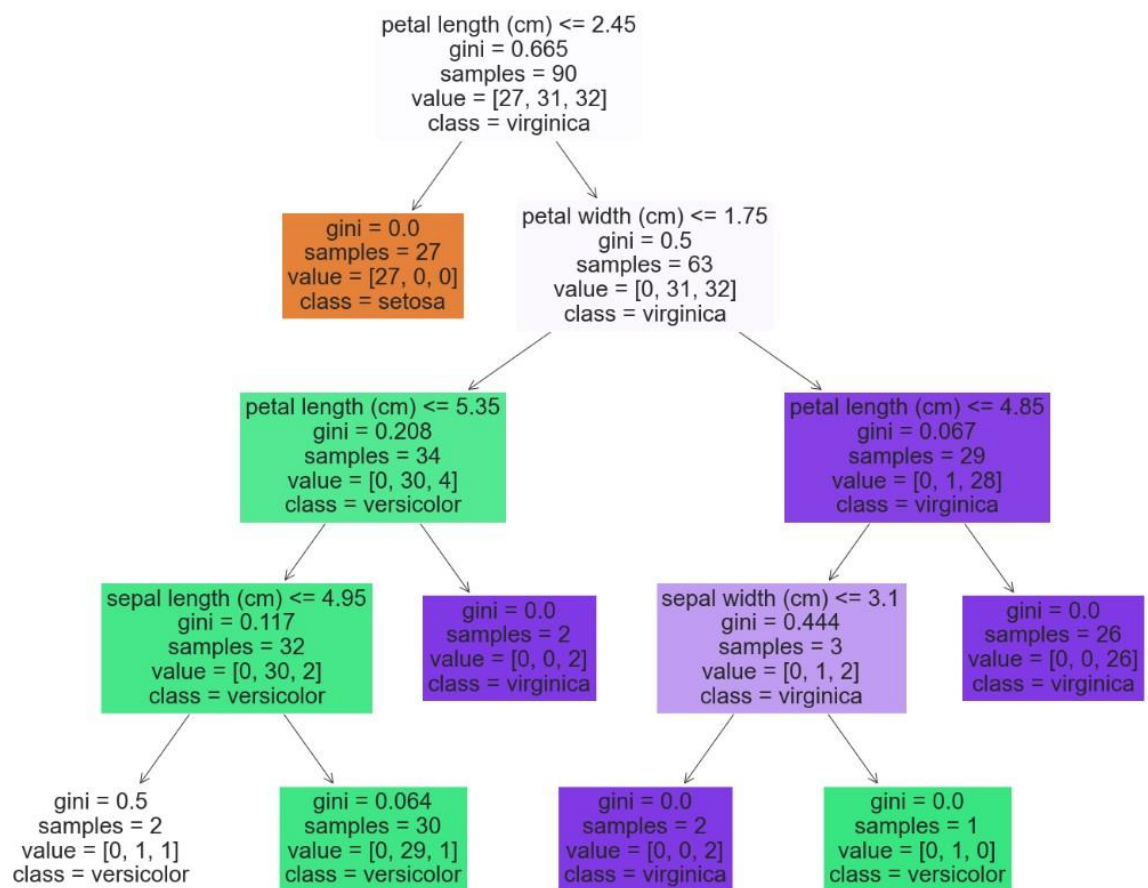 petal length (cm) <= 2.45
gini = 0.665
samples = 90
value = [27, 31, 32]
class = virginica
gini = 0.0
samples = 27
value = [27, 0, 0]
class = setosa
petal width (cm) <= 1.75
gini = 0.5
samples = 63
value = [0, 31, 32]
class = virginica
petal length (cm) <= 5.35
gini = 0.208
samples = 34
value = [0, 30, 4]
class = versicolor
petal length (cm) <= 4.85
gini = 0.067
samples = 29
value = [0, 1, 28]
class = virginica
sepal length (cm) <= 4.95
gini = 0.117
samples = 32
value = [0, 30, 2]
class = versicolor
gini = 0.0
samples = 2
value = [0, 0, 2]
class = virginica
sepal width (cm) <= 3.1
gini = 0.444
samples = 3
value = [0, 1, 2]
class = virginica
gini = 0.0
samples = 26
value = [0, 0, 26]
class = virginica
gini = 0.5
samples = 2
value = [0, 1, 1]
class = versicolor
gini = 0.064
samples = 30
value = [0, 29, 1]
class = versicolor
gini = 0.0
samples = 2
value = [0, 0, 2]
class = virginica
gini = 0.0
samples = 1
value = [0, 1, 0]
class = versicolor